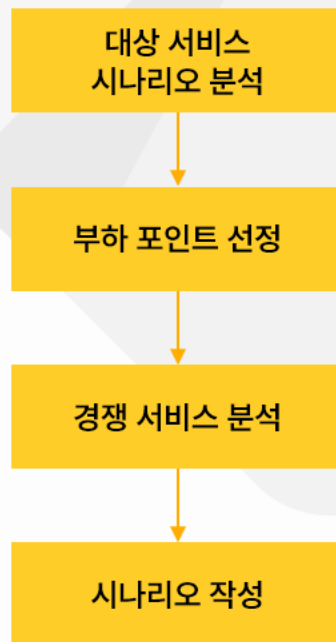 대상 서비스
시나리오 분석
부하 포인트 선정
경쟁 서비스 분석
시나리오 작성